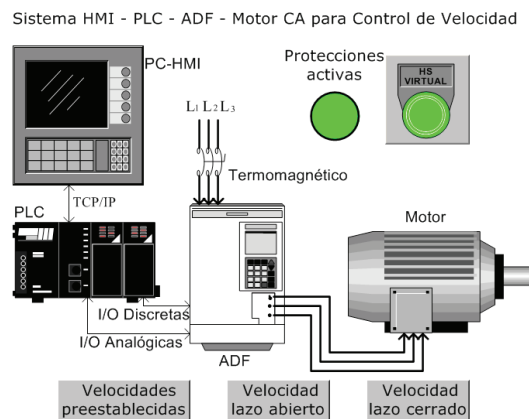 Sistema HMI - PLC - ADF - Motor CA para Control de Velocidad
PC-HMI
Protecciones
activas
HS
VIRTUAL
L1 L2 L3
Termomagnético
TCP/IP
PLC
Motor
I/O Discretas
I/O Analógicas
ADF
Velocidades
preestablecidas
Velocidad
lazo abierto
Velocidad
lazo cerrado